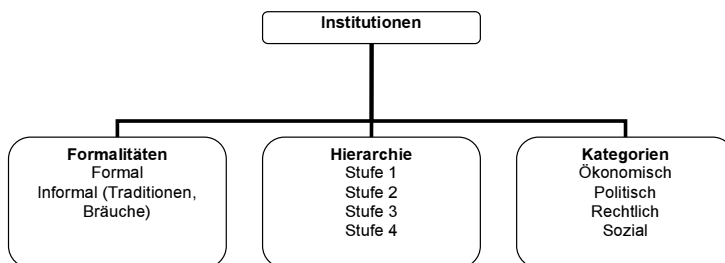 Institutionen
Formalitäten
Formal
Informal (Traditionen,
Bräuche)
Hierarchie
Stufe 1
Stufe 2
Stufe 3
Stufe 4
Kategorien
Ökonomisch
Politisch
Rechtlich
Sozial